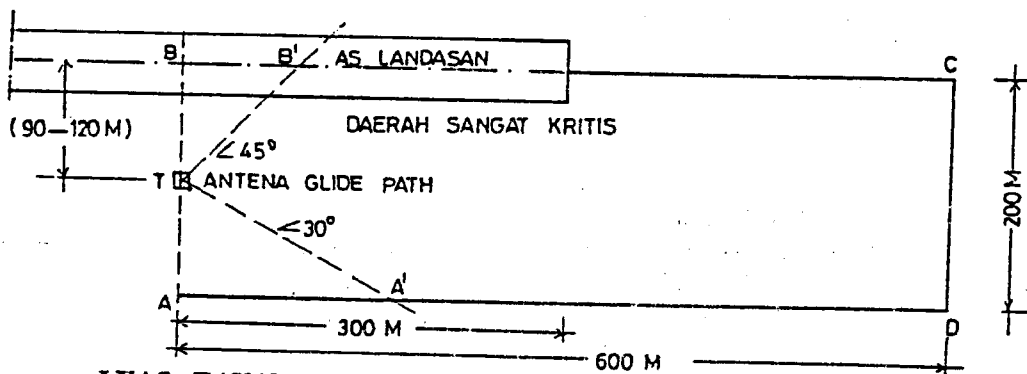 B B' AS LANDASAN
C
(90-120 M)
DAERAH SANGAT KRITIS
∠45°
T ANTENA GLIDE PATH
∠30°
200 M
A A'
300 M
D
600 M